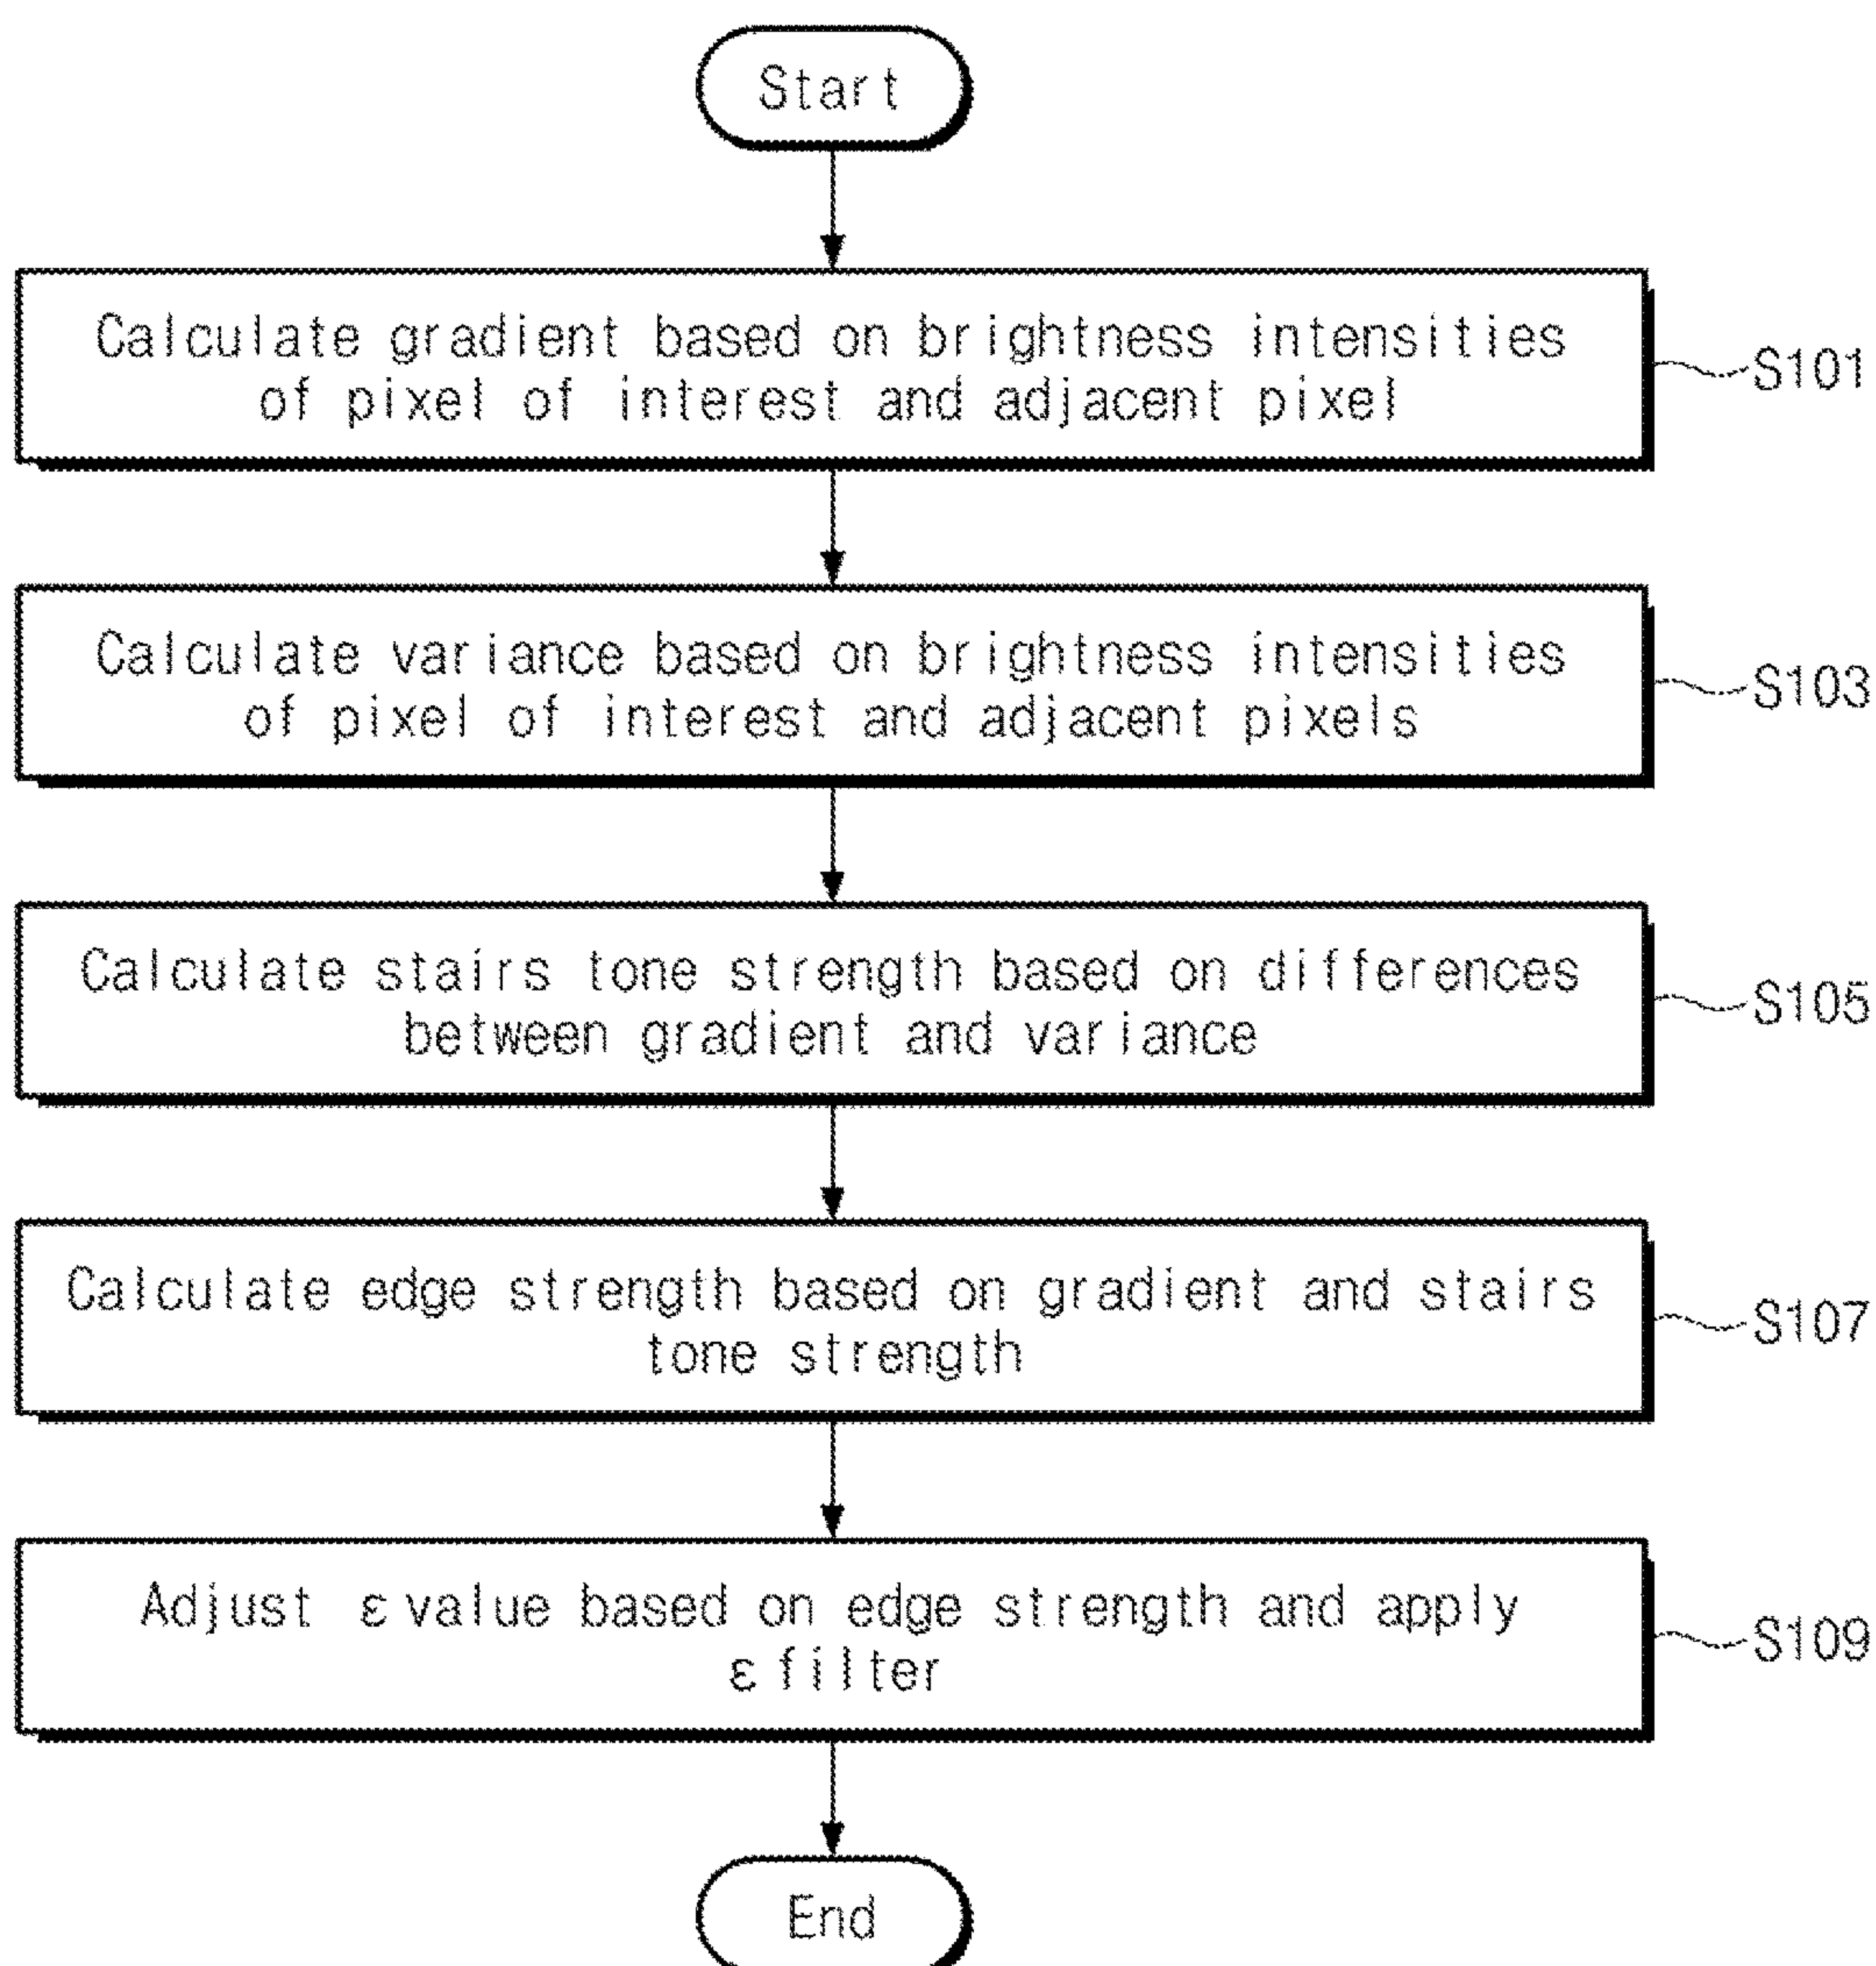 Start
Calculate gradient based on brightness intensities
of pixel of interest and adjacent pixel
S101
Calculate variance based on brightness intensities
of pixel of interest and adjacent pixels
S103
Calculate stairs tone strength based on differences
between gradient and variance
S105
Calculate edge strength based on gradient and stairs
tone strength
S107
Adjust ε value based on edge strength and apply
ε filter
S109
End